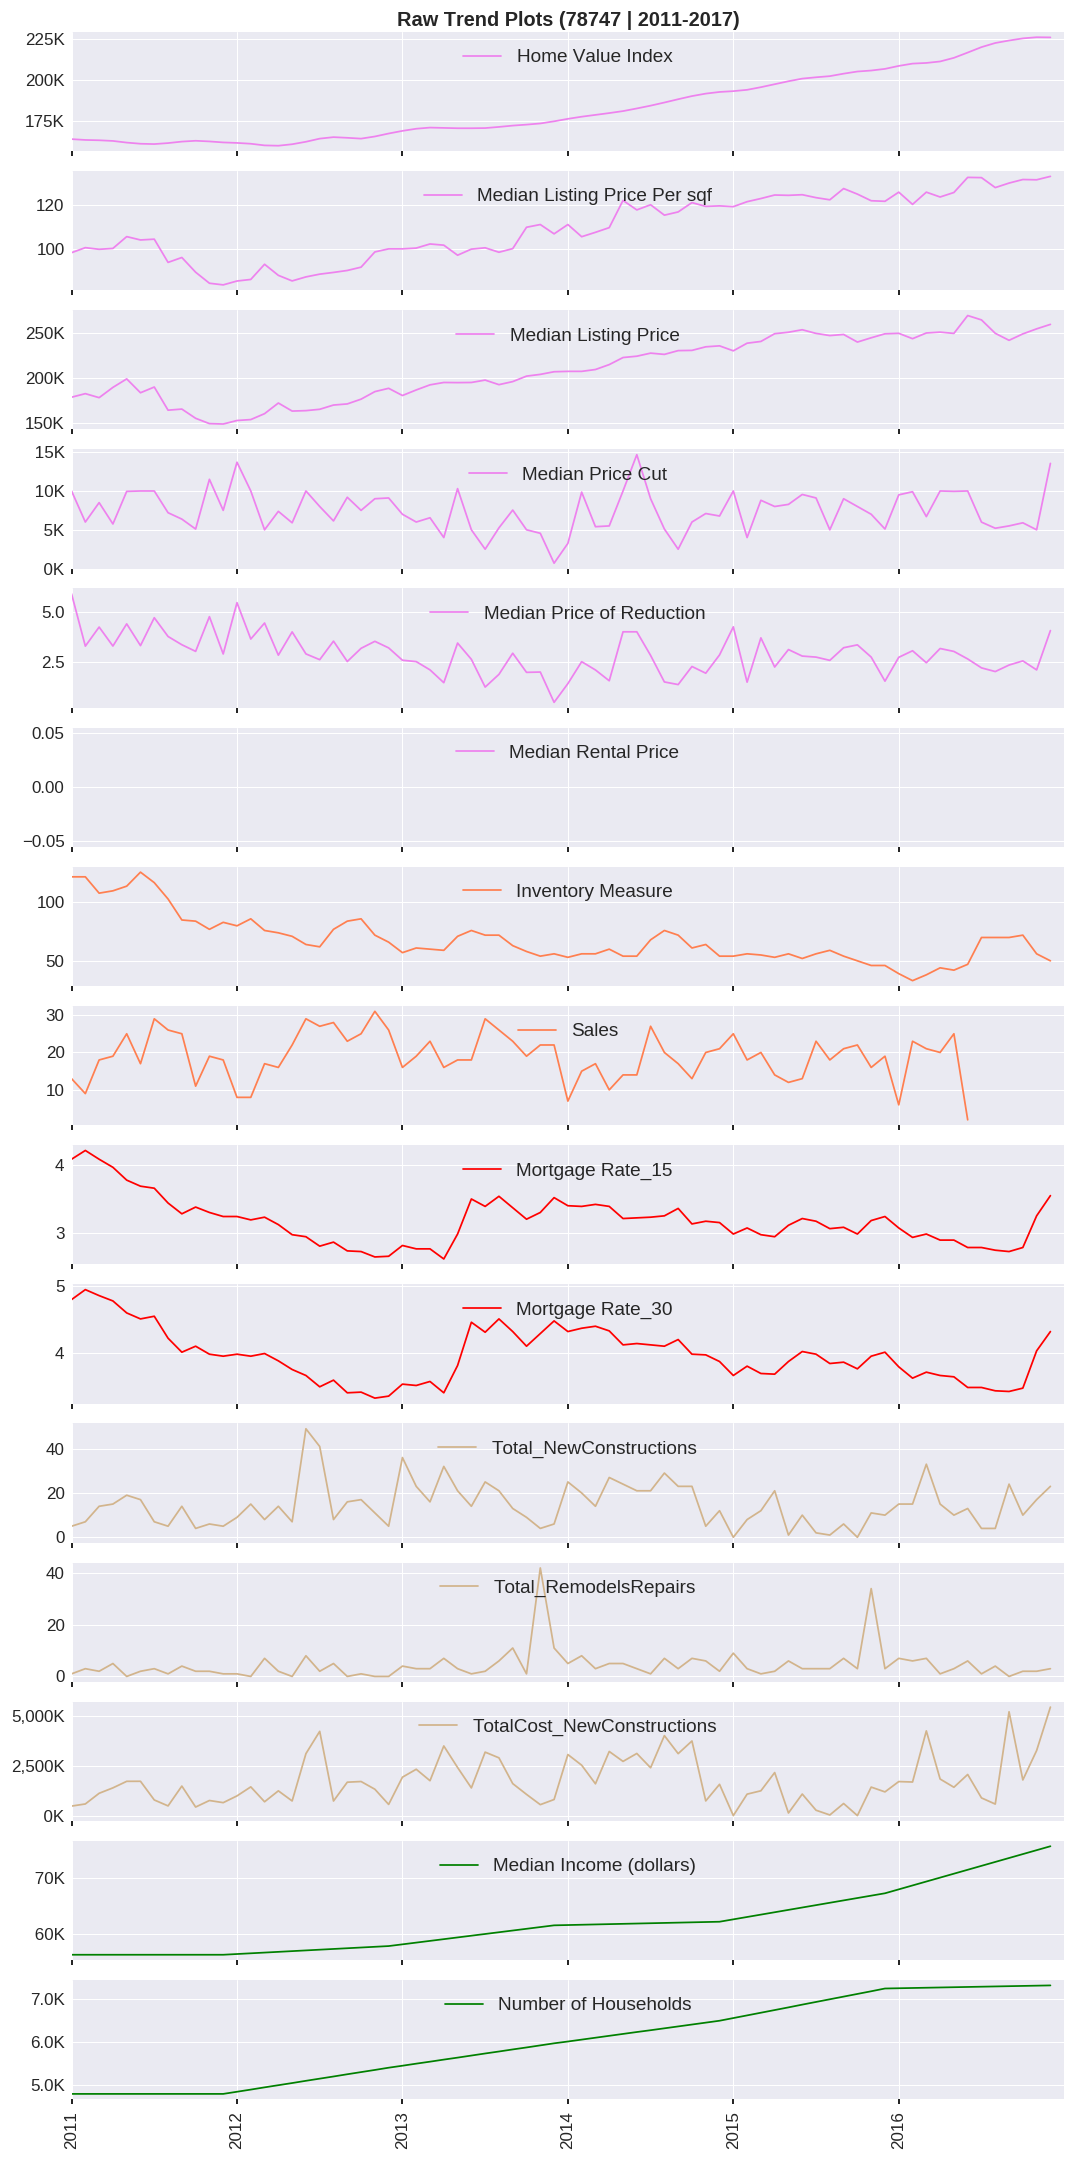 Raw Trend Plots (78747 | 2011-2017)
225K
200K
175K
Home Value Index
120
100
Median Listing Price Per sqf
250K
200K
150K
Median Listing Price
15K
10K
5K
0K
Median Price Cut
5.0
2.5
Median Price of Reduction
0.05
0.00
−0.05
Median Rental Price
100
50
Inventory Measure
30
20
10
Sales
4
3
Mortgage Rate_15
5
4
Mortgage Rate_30
40
20
0
Total_NewConstructions
40
20
0
Total_RemodelsRepairs
5,000K
2,500K
0K
TotalCost_NewConstructions
70K
60K
Median Income (dollars)
7.0K
6.0K
5.0K
Number of Households
2011
2012
2013
2014
2015
2016